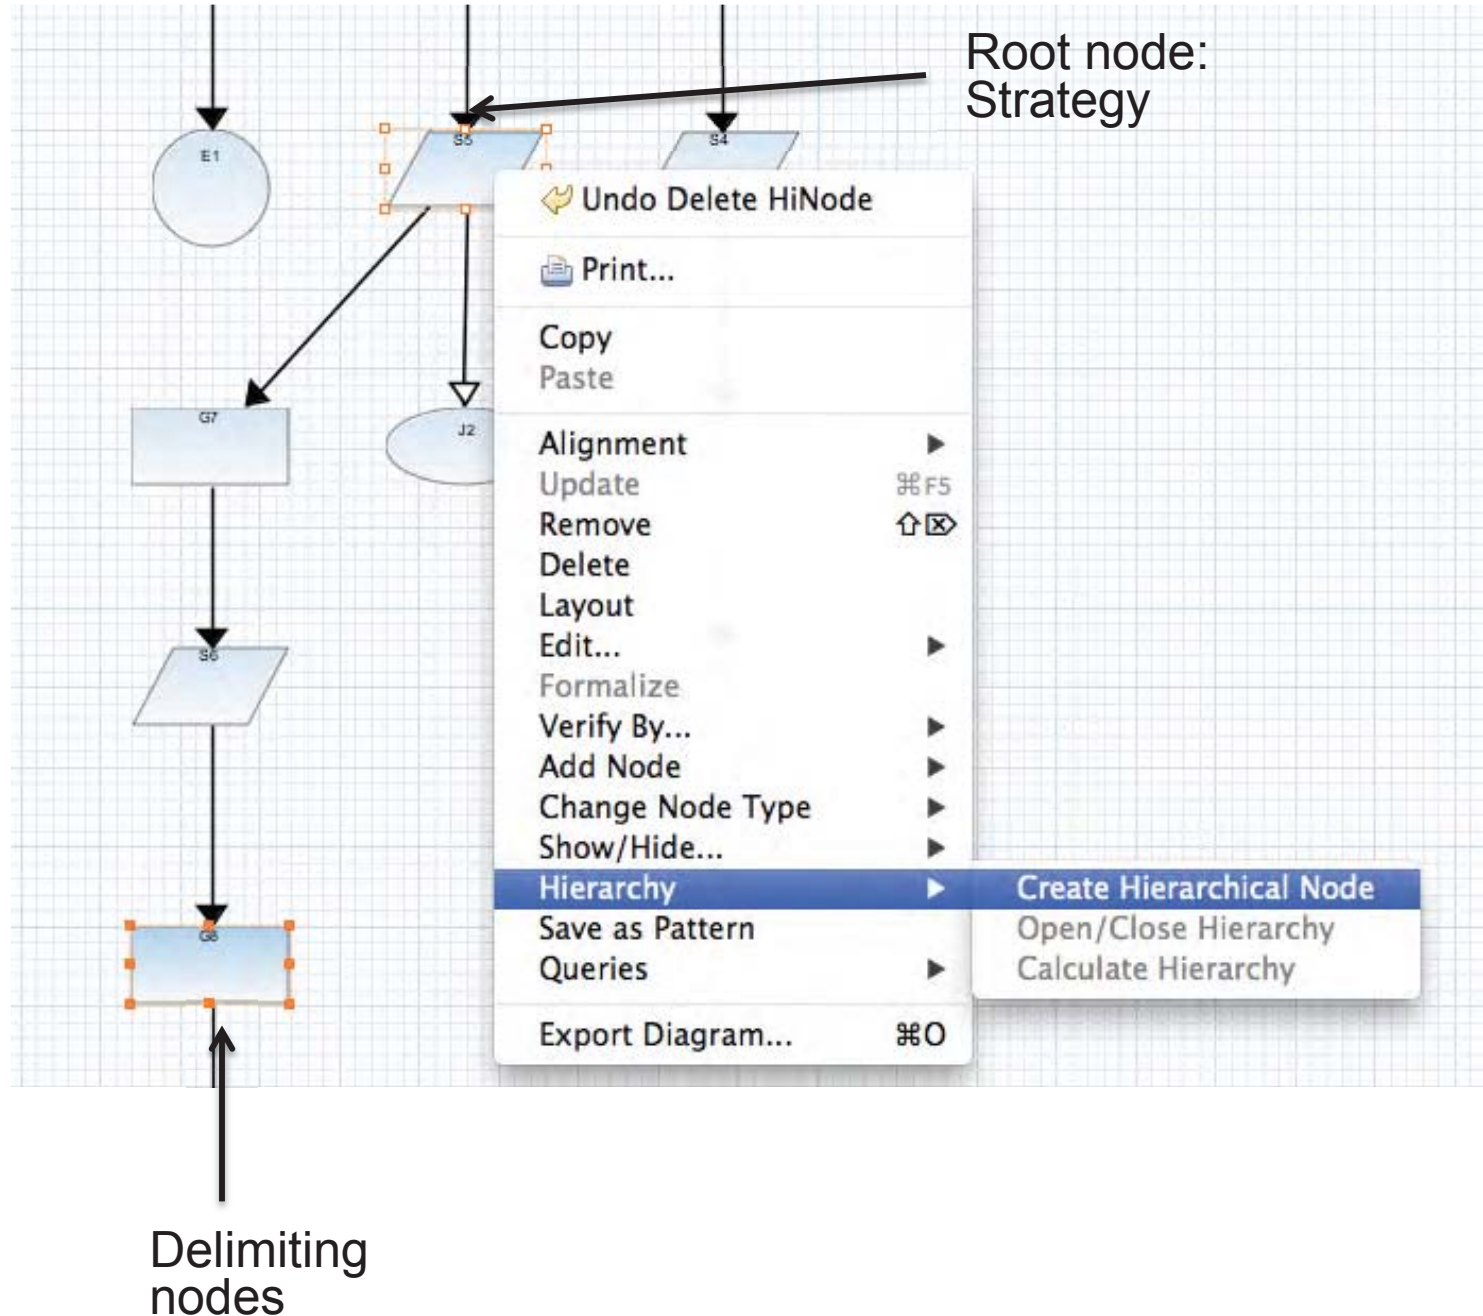 Root node:
Strategy
E1
S5
S4
Undo Delete HiNode
Print...
Copy
Paste
G7
J2
Alignment
Update ⌘F5
Remove ⇧⌦
Delete
Layout
Edit...
S6
Formalize
Verify By...
Add Node
Change Node Type
Show/Hide...
Hierarchy
Create Hierarchical Node
G8
Save as Pattern
Open/Close Hierarchy
Queries
Calculate Hierarchy
Export Diagram... ⌘O
Delimiting
nodes